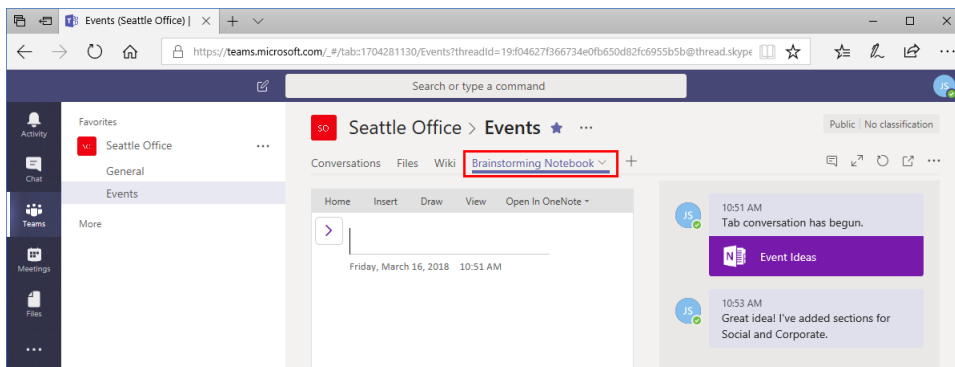 Events (Seattle Office) |
https://teams.microsoft.com/_#/tab::1704281130/Events?threadId=19:f04627f366734e0fb650d82fc6955b5b@thread.skype
Search or type a command
JS
Activity
Chat
Teams
Meetings
Files
Favorites
SO Seattle Office
General
Events
More
SO Seattle Office > Events
Public | No classification
Conversations Files Wiki Brainstorming Notebook
Home Insert Draw View Open In OneNote
Friday, March 16, 2018 10:51 AM
JS
10:51 AM
Tab conversation has begun.
N Event Ideas
JS
10:53 AM
Great idea! I've added sections for
Social and Corporate.